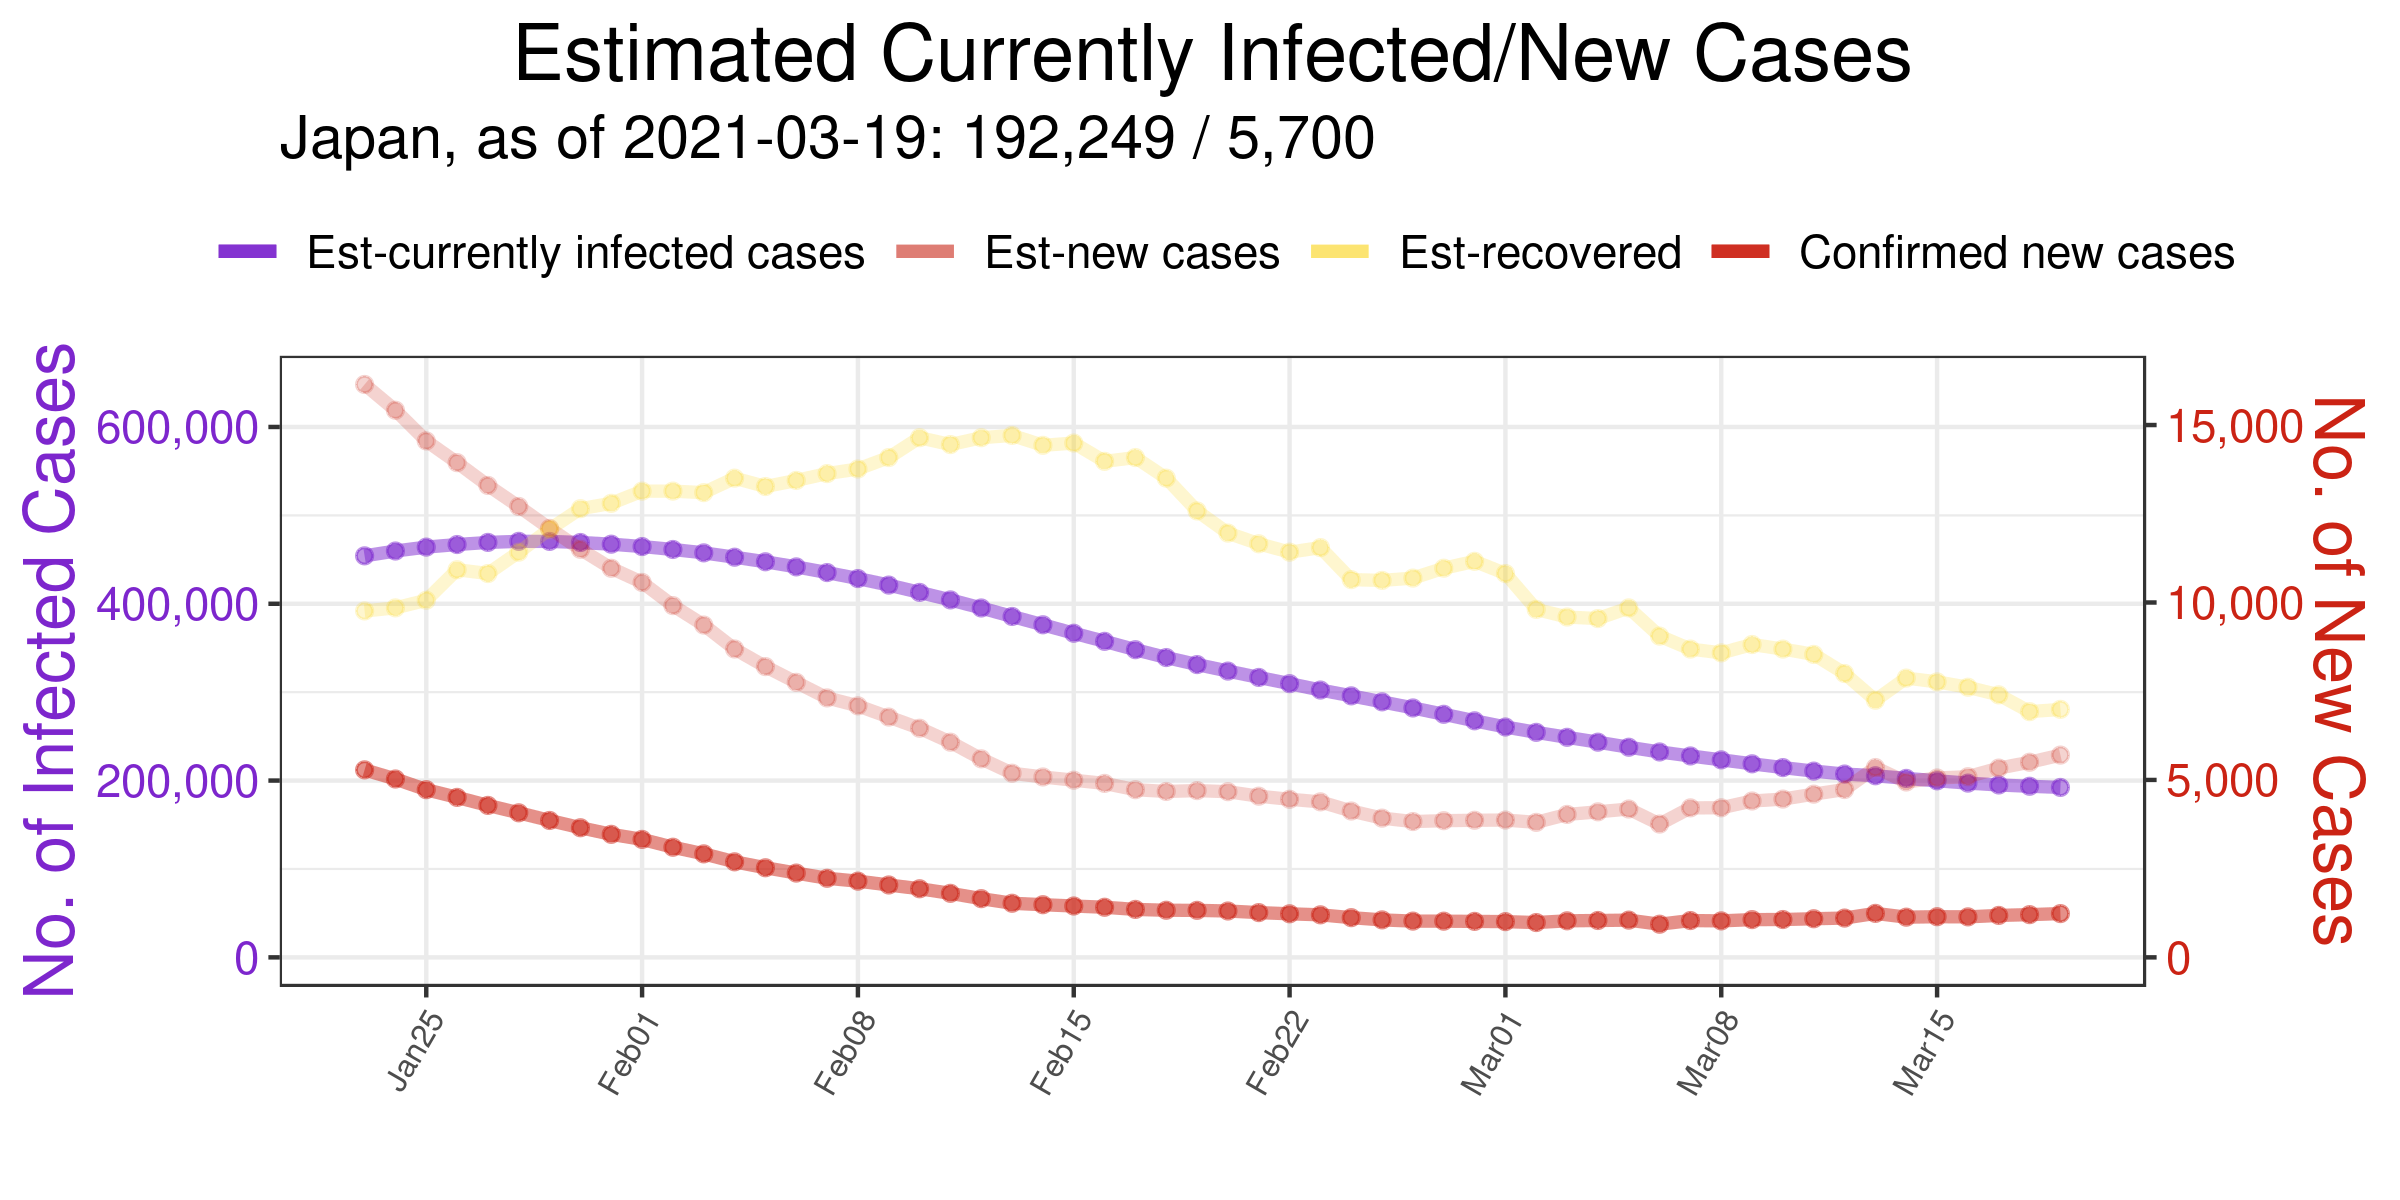 Estimated Currently Infected/New Cases
Japan, as of 2021-03-19: 192,249 / 5,700
Est-currently infected cases
Est-new cases
Est-recovered
Confirmed new cases
No. of Infected Cases
600,000
400,000
200,000
0
15,000
10,000
5,000
0
No. of New Cases
Jan25
Feb01
Feb08
Feb15
Feb22
Mar01
Mar08
Mar15